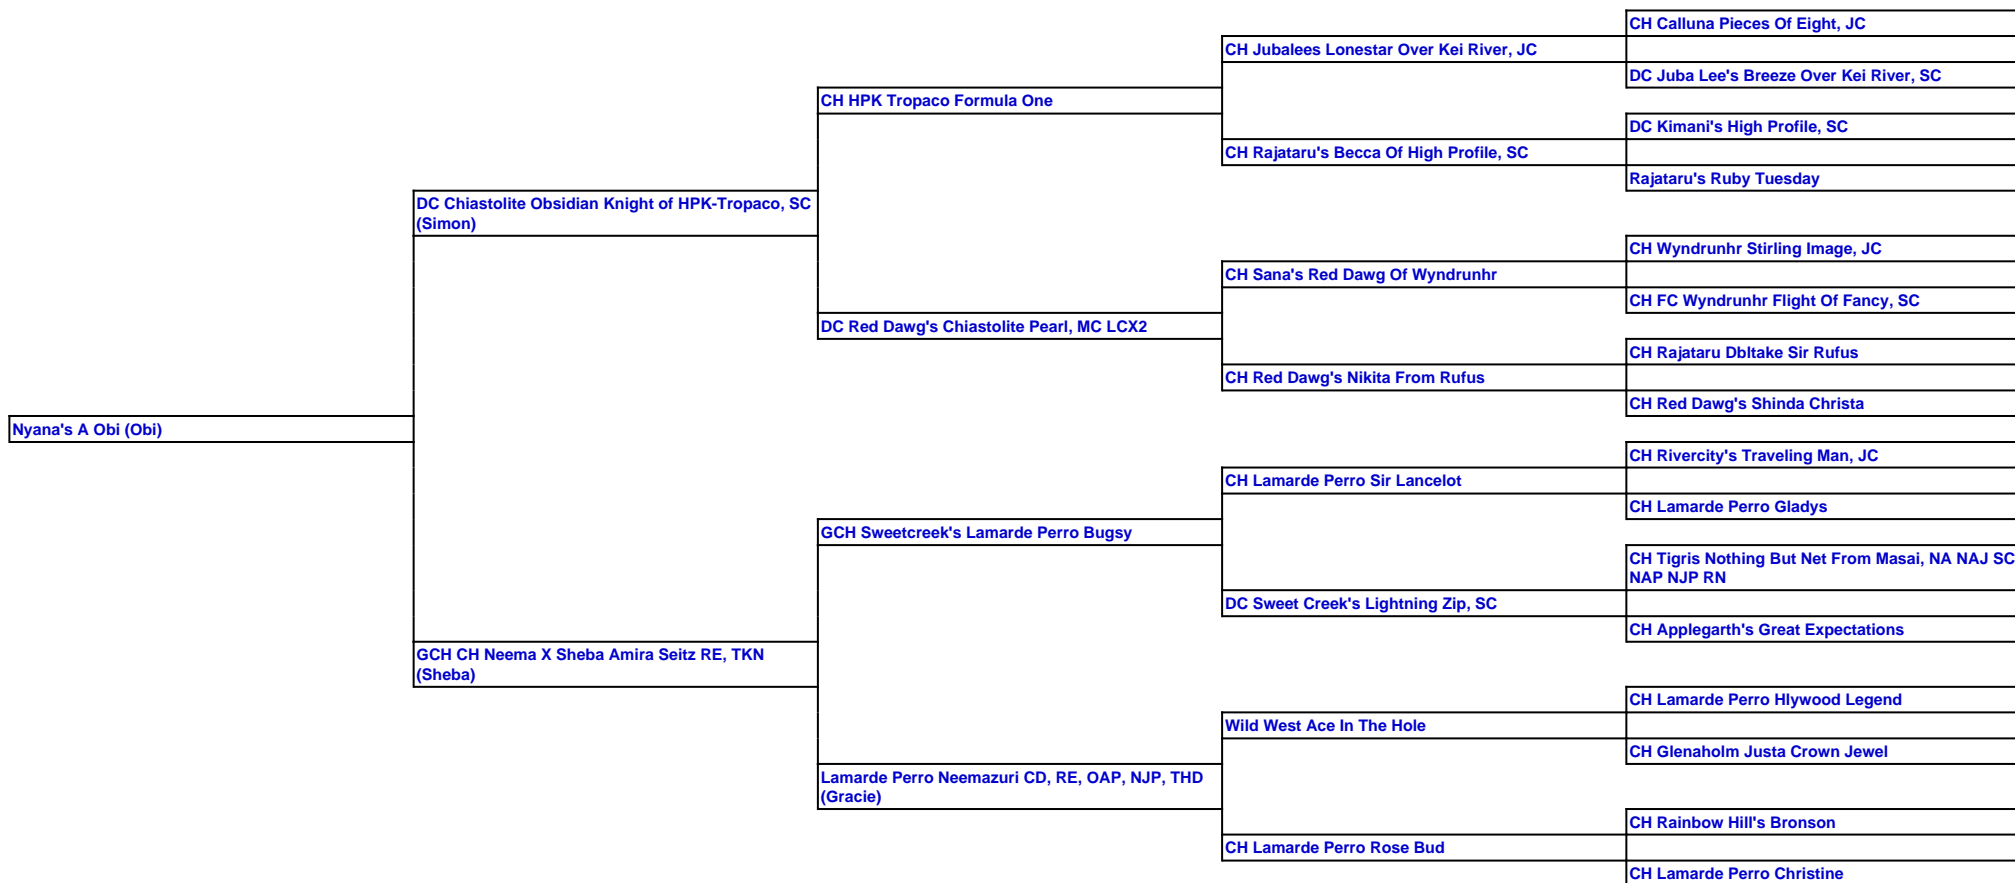 CH Calluna Pieces Of Eight, JC
CH Jubalees Lonestar Over Kei River, JC
DC Juba Lee's Breeze Over Kei River, SC
CH HPK Tropaco Formula One
DC Kimani's High Profile, SC
CH Rajataru's Becca Of High Profile, SC
Rajataru's Ruby Tuesday
DC Chiastolite Obsidian Knight of HPK-Tropaco, SC
(Simon)
CH Wyndrunhr Stirling Image, JC
CH Sana's Red Dawg Of Wyndrunhr
CH FC Wyndrunhr Flight Of Fancy, SC
DC Red Dawg's Chiastolite Pearl, MC LCX2
CH Rajataru Dbltake Sir Rufus
CH Red Dawg's Nikita From Rufus
CH Red Dawg's Shinda Christa
Nyana's A Obi (Obi)
CH Rivercity's Traveling Man, JC
CH Lamarde Perro Sir Lancelot
CH Lamarde Perro Gladys
GCH Sweetcreek's Lamarde Perro Bugsy
CH Tigris Nothing But Net From Masai, NA NAJ SC
NAP NJP RN
DC Sweet Creek's Lightning Zip, SC
CH Applegarth's Great Expectations
GCH CH Neema X Sheba Amira Seitz RE, TKN
(Sheba)
CH Lamarde Perro Hlywood Legend
Wild West Ace In The Hole
CH Glenaholm Justa Crown Jewel
Lamarde Perro Neemazuri CD, RE, OAP, NJP, THD
(Gracie)
CH Rainbow Hill's Bronson
CH Lamarde Perro Rose Bud
CH Lamarde Perro Christine